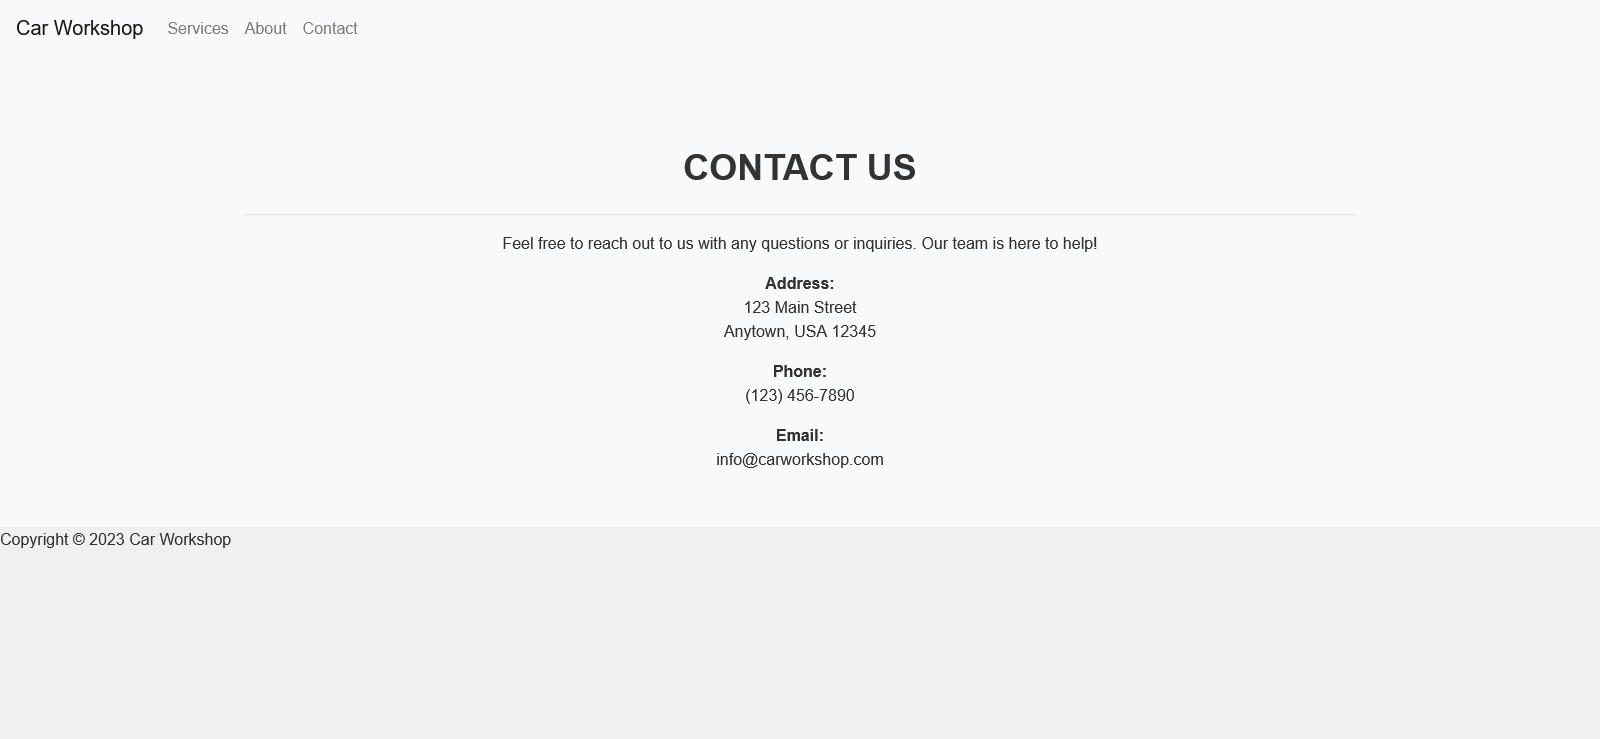 Car Workshop Services About Contact
CONTACT US
Feel free to reach out to us with any questions or inquiries. Our team is here to help!
Address:
123 Main Street
Anytown, USA 12345
Phone:
(123) 456-7890
Email:
info@carworkshop.com
Copyright © 2023 Car Workshop